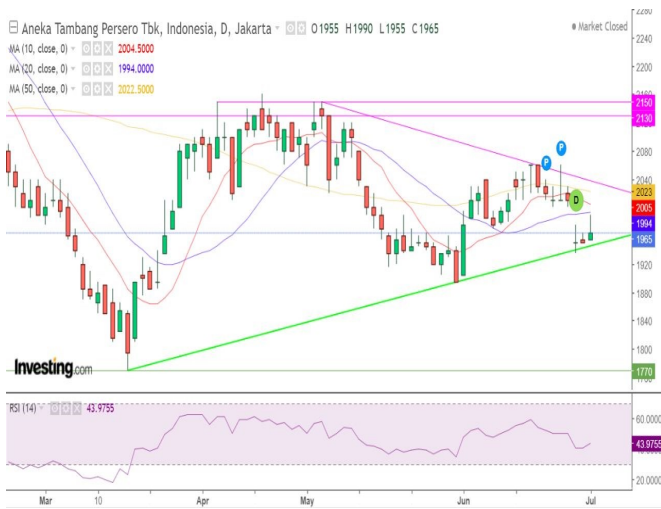 Aneka Tambang Persero Tbk, Indonesia, D, Jakarta O1955 H1990 L1955 C1965
Market Closed
MA (10, close, 0) 2004.5000
MA (20, close, 0) 1994.0000
MA (50, close, 0) 2022.5000
2260
2200
2150
2130
2080
2040
2023
2005
1994
1965
1920
1880
1840
1800
1770
P
P
D
Investing.com
RSI (14) 43.9755
60.0000
43.9755
20.0000
Mar 10 Apr May Jun Jul